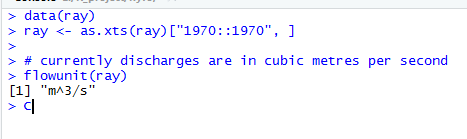 > data(ray)
> ray <- as.xts(ray)["1970::1970", ]
>
> # currently discharges are in cubic metres per second
> flowunit(ray)
[1] "m^3/s"
> C